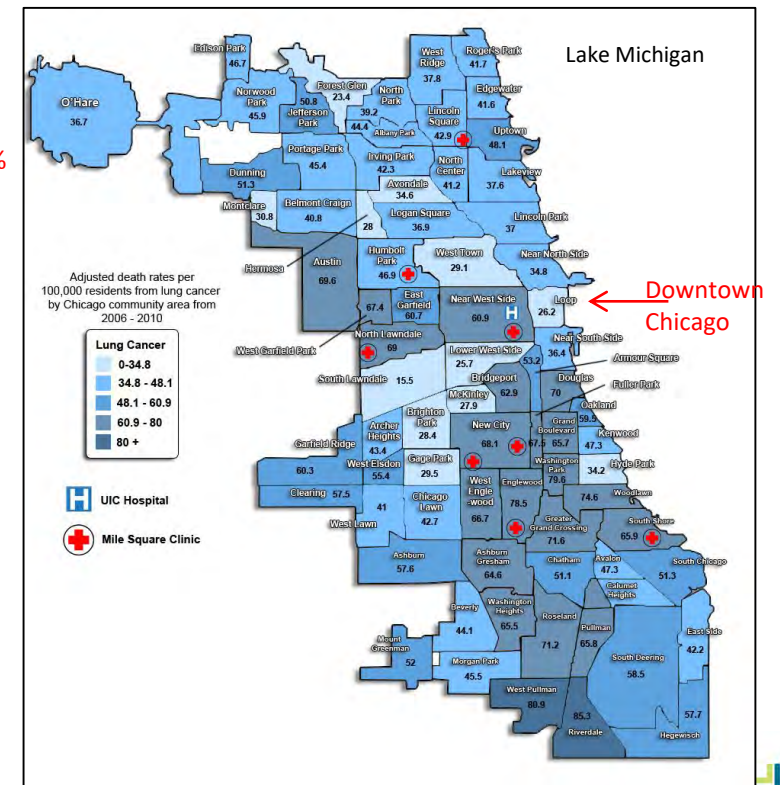 Lake Michigan
Edison Park
46.7
O'Hare
36.7
Norwood
Park
45.9
50.8
Jefferson
Park
Forest Glen
23.4
North
Park
39.2
44.4
Albany Park
West
Ridge
37.8
Roger's Park
41.7
Edgewater
41.6
Lincoln
Square
42.9
Uptown
48.1
%
Portage Park
45.4
Irving Park
42.3
North
Center
41.2
Lakeview
37.6
Dunning
51.3
Avondale
34.6
Montclare
30.8
Belmont Craign
40.8
28
Hermosa
Logan Square
36.9
Lincoln Park
37
Austin
69.6
Humbolt
Park
46.9
West Town
29.1
Near North Side
34.8
Loop
26.2
Downtown
Chicago
67.4
West Garfield Park
East
Garfield
60.7
Near West Side
H
60.9
North Lawndale
69
Near South Side
36.4
Lower West Side
25.7
53.2
Armour Square
South Lawndale
15.5
Bridgeport
62.9
Douglas
70
Fuller Park
McKinley
27.9
Oakland
59.5
Brighton
Park
28.4
Archer
Heights
43.4
New City
68.1
67.5
Grand
Boulevard
65.7
Kenwood
47.3
Garfield Ridge
60.3
West Elsdon
55.4
Gage Park
29.5
Washington
Park
79.6
Hyde Park
34.2
Clearing
57.5
West Lawn
41
Chicago
Lawn
42.7
West
Engle
-wood
66.7
Englewood
78.5
Woodlawn
74.6
Greater
Grand Crossing
71.6
South Shore
65.9
Ashburn
57.6
Ashburn
Gresham
64.6
Chatham
51.1
Avalon
47.3
South Chicago
51.3
Calumet
Heights
Beverly
44.1
Washington
Heights
65.5
Roseland
71.2
Pullman
65.8
East Side
42.2
Mount
Greenman
52
Morgan Park
45.5
South Deering
58.5
West Pullman
80.9
85.3
Riverdale
57.7
Hegewisch
Adjusted death rates per
100,000 residents from lung cancer
by Chicago community area from
2006 - 2010
Lung Cancer
0-34.8
34.8 - 48.1
48.1 - 60.9
60.9 - 80
80 +
H
UIC Hospital
Mile Square Clinic